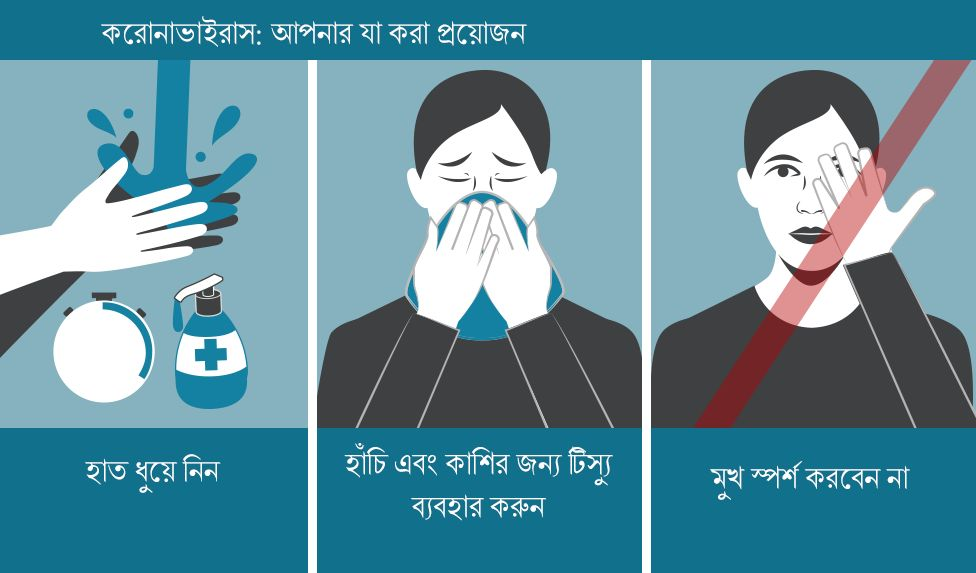 করোনাভাইরাস: আপনার যা করা প্রয়োজন
হাত ধুয়ে নিন
হাঁচি এবং কাশির জন্য টিস্যু
ব্যবহার করুন
মুখ স্পর্শ করবেন না